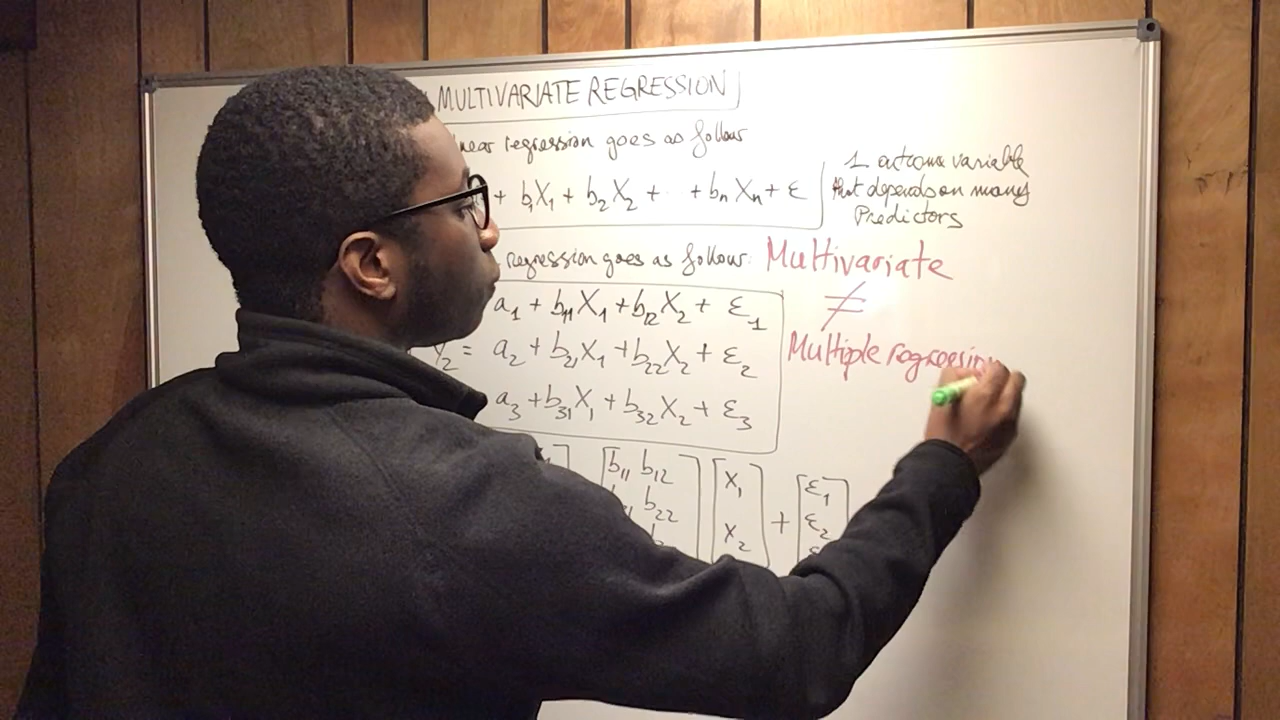 MULTIVARIATE REGRESSION
near regression goes as follow
+ b₁X₁ + b₂X₂ + ·· + bₙXₙ + ε
1 outcome variable
that depends on many
Predictors
regression goes as follow:
Multivariate
≠
Multiple regression
a₁ + b₁₁X₁ + b₁₂X₂ + ε₁
Y₂ = a₂ + b₂₁X₁ + b₂₂X₂ + ε₂
a₃ + b₃₁X₁ + b₃₂X₂ + ε₃
b₁₁ b₁₂ X₁ ε₁
b₂₂ + ε₂
X₂